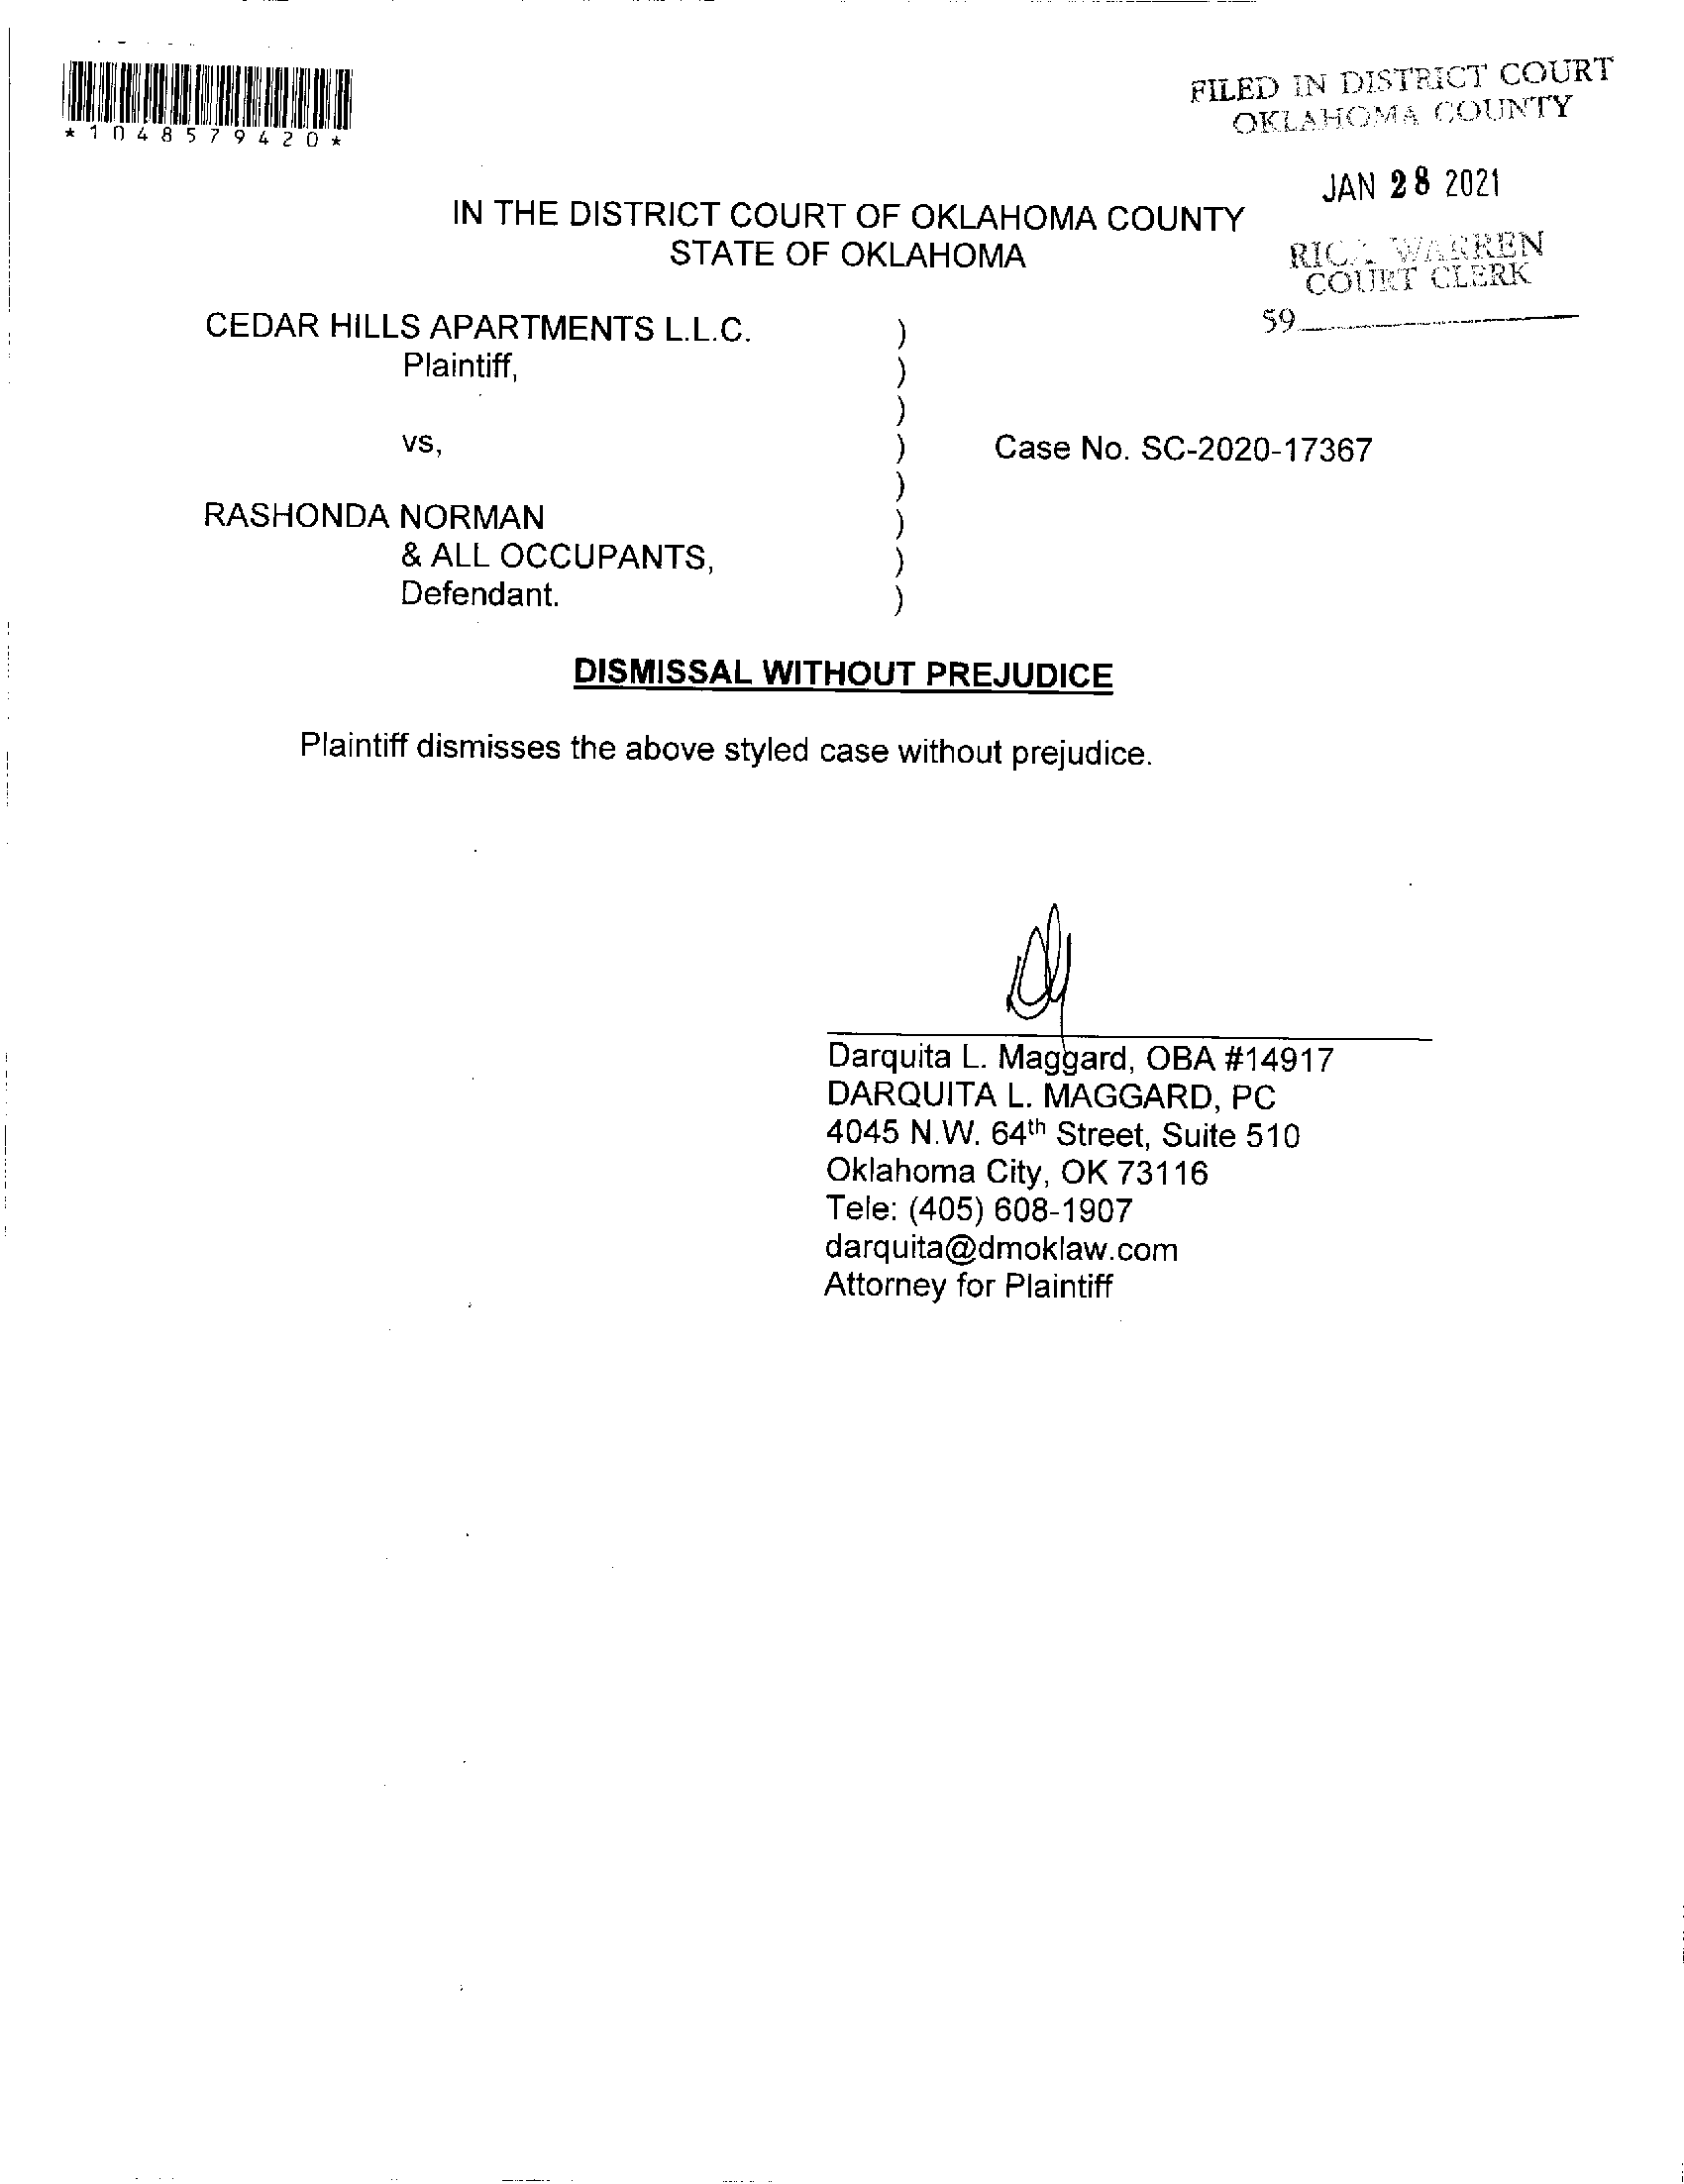 *1048579420*
FILED IN DISTRICT COURT
OKLAHOMA COUNTY
JAN 28 2021
WARREN
COURT CLERK
59
IN THE DISTRICT COURT OF OKLAHOMA COUNTY
STATE OF OKLAHOMA
CEDAR HILLS APARTMENTS L.L.C. )
Plaintiff, )
)
vs, ) Case No. SC-2020-17367
)
RASHONDA NORMAN )
& ALL OCCUPANTS, )
Defendant. )
DISMISSAL WITHOUT PREJUDICE
Plaintiff dismisses the above styled case without prejudice.
Darquita L. Maggard, OBA #14917
DARQUITA L. MAGGARD, PC
4045 N.W. 64th Street, Suite 510
Oklahoma City, OK 73116
Tele: (405) 608-1907
darquita@dmoklaw.com
Attorney for Plaintiff